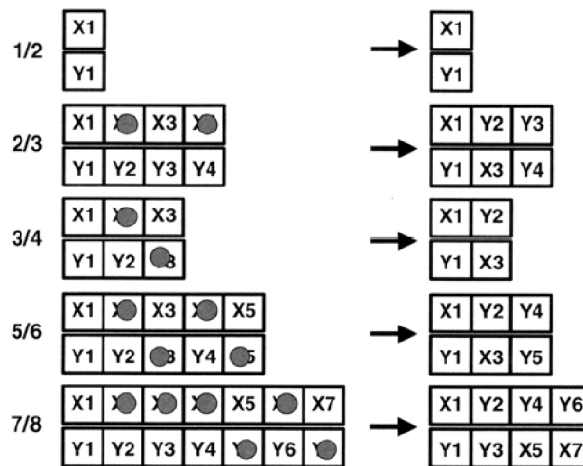 X1 X1
1/2
Y1 Y1
X1 X3 X1 Y2 Y3
2/3
Y1 Y2 Y3 Y4 Y1 X3 Y4
X1 X3 X1 Y2
3/4
Y1 Y2 Y1 X3
X1 X3 X5 X1 Y2 Y4
5/6
Y1 Y2 Y4 Y1 X3 Y5
X1 X5 X7 X1 Y2 Y4 Y6
7/8
Y1 Y2 Y3 Y4 Y6 Y1 Y3 X5 X7